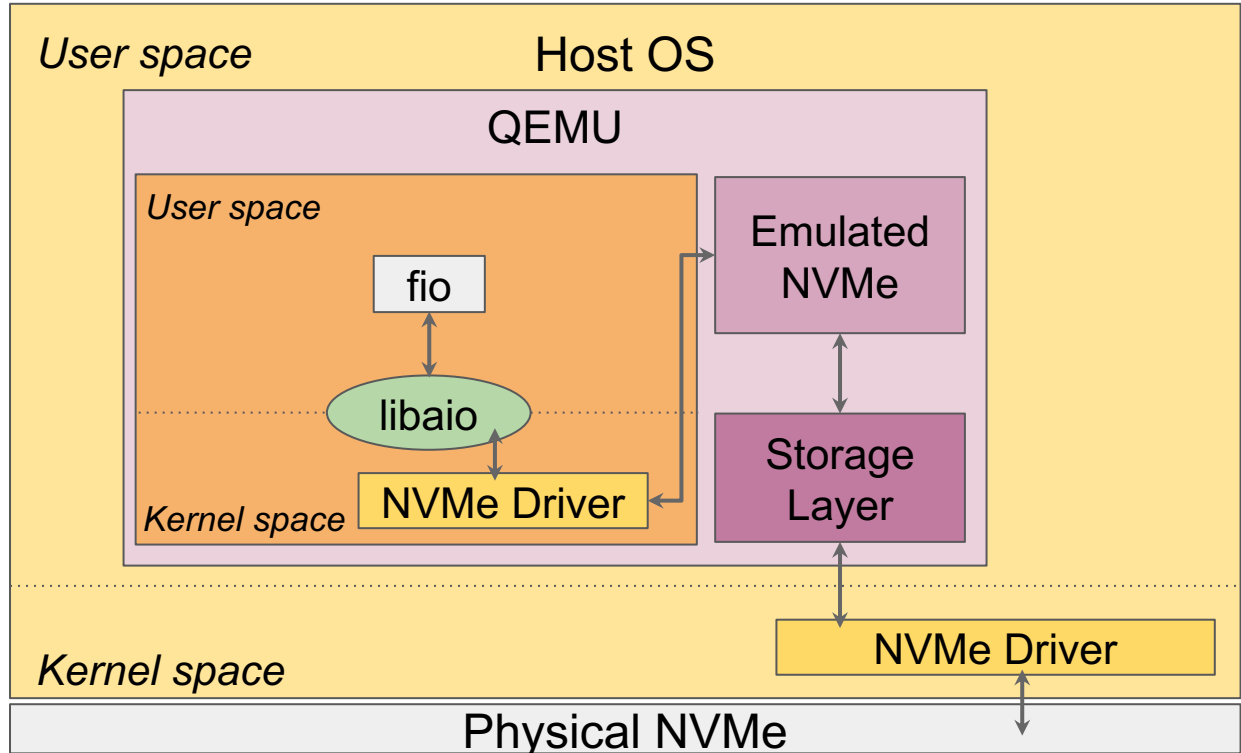 User space
Host OS
QEMU
User space
Emulated
NVMe
fio
libaio
Storage
Layer
NVMe Driver
Kernel space
NVMe Driver
Kernel space
Physical NVMe